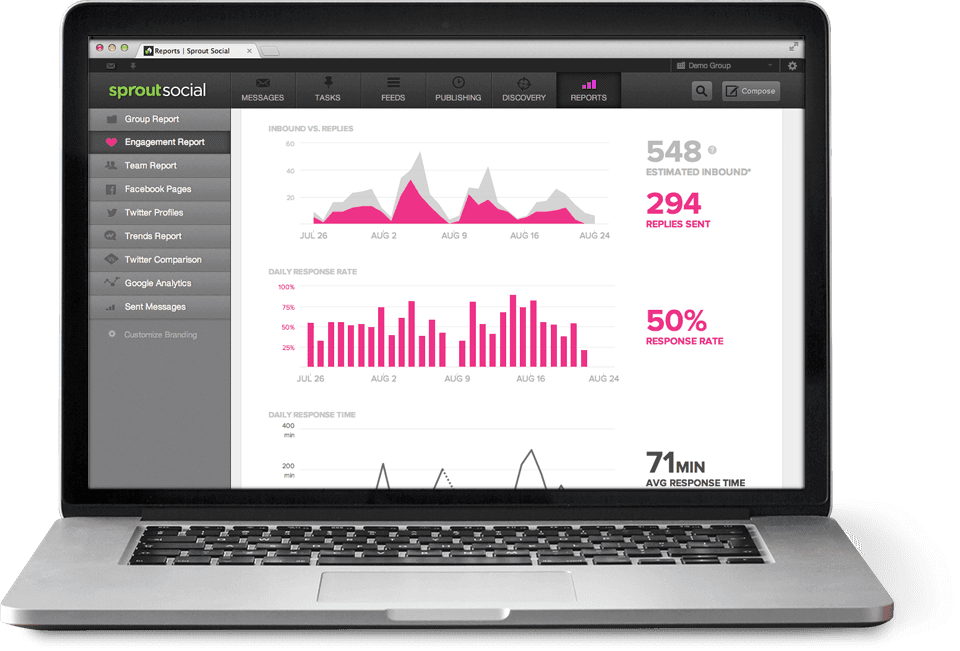 Reports | Sprout Social
Demo Group
sproutsocial
MESSAGES
TASKS
FEEDS
PUBLISHING
DISCOVERY
REPORTS
Compose
Group Report
Engagement Report
Team Report
Facebook Pages
Twitter Profiles
Trends Report
Twitter Comparison
Google Analytics
Sent Messages
Customize Branding
INBOUND VS. REPLIES
60
40
20
JUL 26 AUG 2 AUG 9 AUG 16 AUG 24
548 ?
ESTIMATED INBOUND*
294
REPLIES SENT
DAILY RESPONSE RATE
100%
75%
50%
25%
JUL 26 AUG 2 AUG 9 AUG 16 AUG 24
50%
RESPONSE RATE
DAILY RESPONSE TIME
400
min
200
min
71MIN
AVG RESPONSE TIME